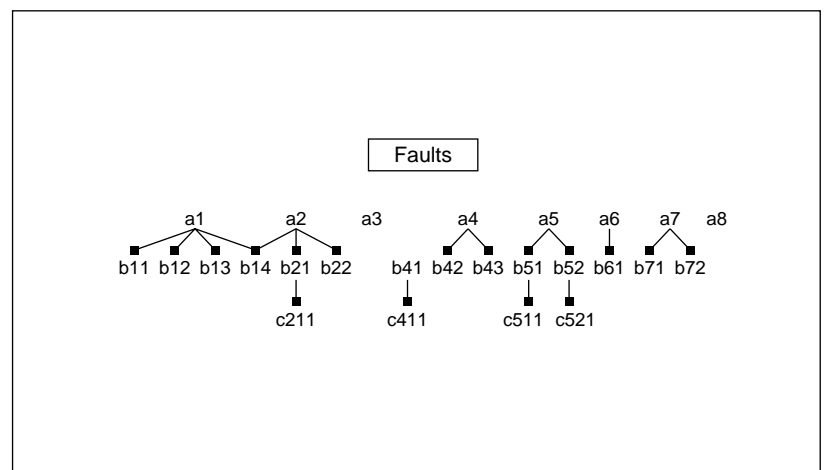 Faults
a1 a2 a3 a4 a5 a6 a7 a8
b11 b12 b13 b14 b21 b22 b41 b42 b43 b51 b52 b61 b71 b72
c211 c411 c511 c521